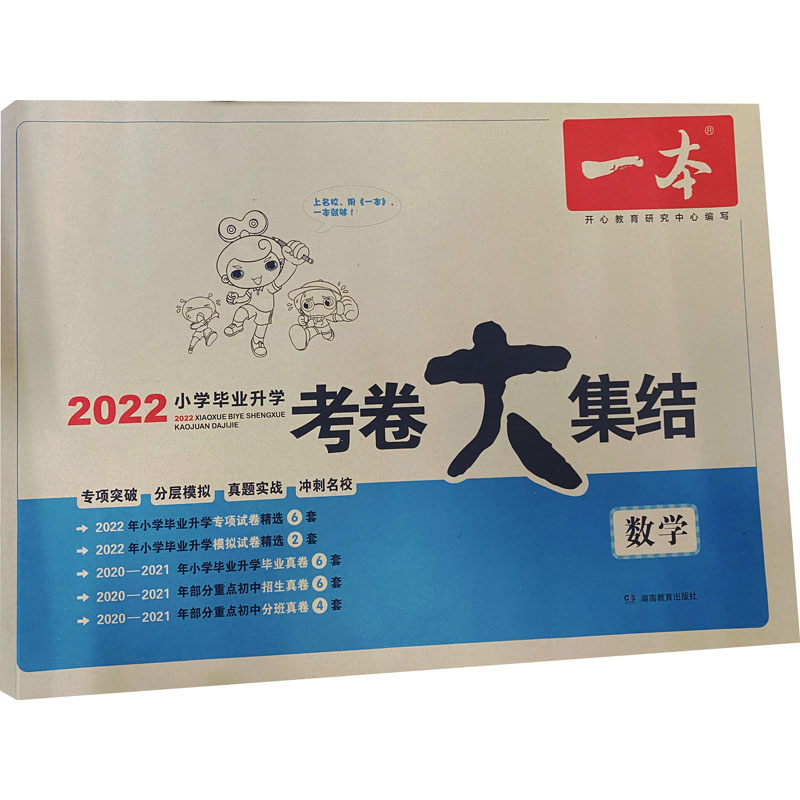 一本®
开心教育研究中心编写
上名校，用《一本》，
一本就够！
2022 小学毕业升学
2022 XIAOXUE BIYE SHENGXUE
KAOJUAN DAJIJIE
考卷大集结
专项突破 分层模拟 真题实战 冲刺名校
2022 年小学毕业升学专项试卷精选 6 套
2022 年小学毕业升学模拟试卷精选 2 套
2020—2021 年小学毕业升学毕业真卷 6 套
2020—2021 年部分重点初中招生真卷 6 套
2020—2021 年部分重点初中分班真卷 4 套
数学
湖南教育出版社